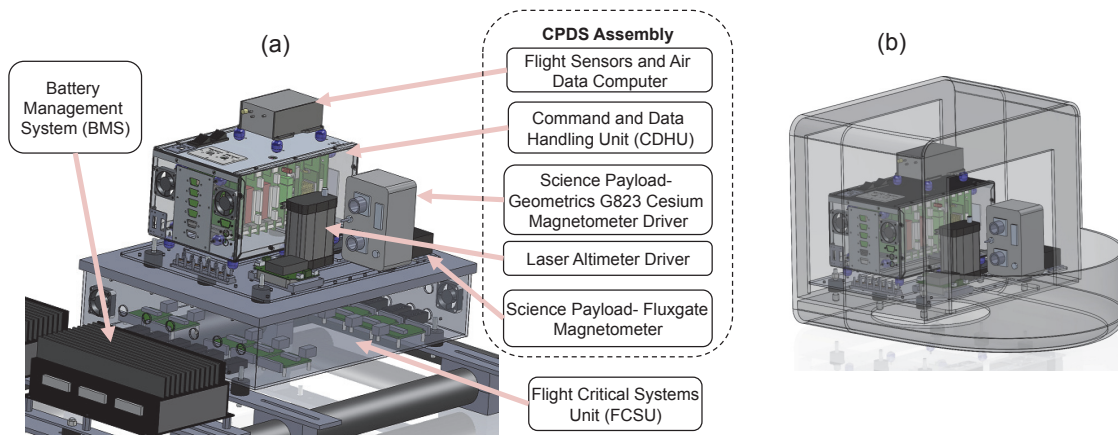 (a)
CPDS Assembly
(b)
Battery
Management
System (BMS)
Flight Sensors and Air
Data Computer
Command and Data
Handling Unit (CDHU)
Science Payload-
Geometrics G823 Cesium
Magnetometer Driver
Laser Altimeter Driver
Science Payload- Fluxgate
Magnetometer
Flight Critical Systems
Unit (FCSU)